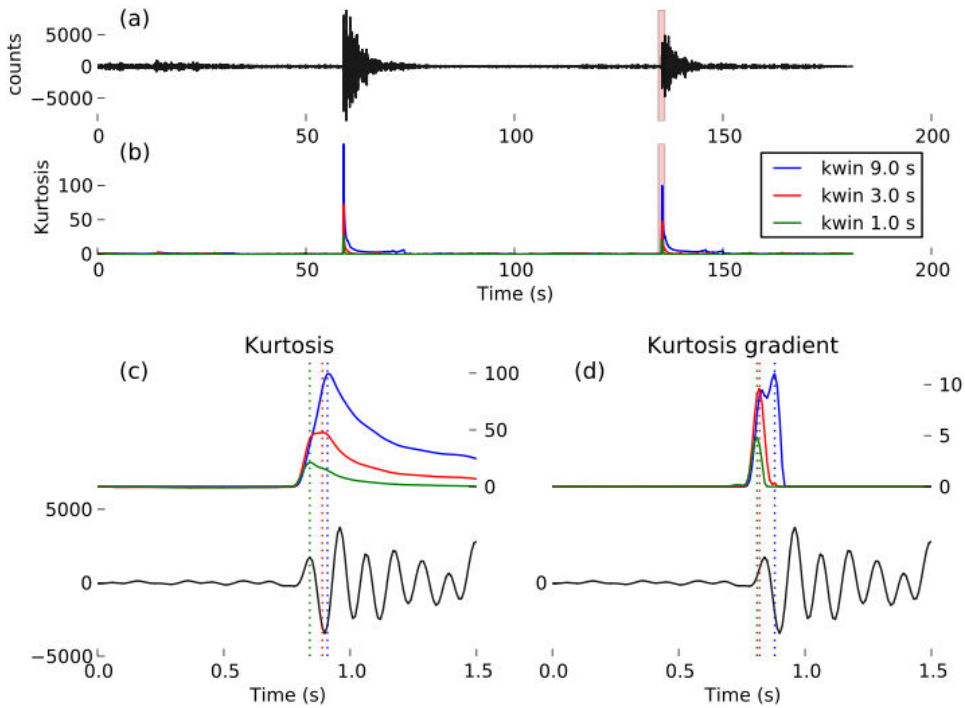 (a)
counts
5000
0
−5000
0 50 100 150 200
(b)
Kurtosis
100
50
0
kwin 9.0 s
kwin 3.0 s
kwin 1.0 s
0 50 100 150 200
Time (s)
Kurtosis
(c)
100
50
0
5000
0
−5000
0.0 0.5 1.0 1.5
Time (s)
Kurtosis gradient
(d)
10
5
0
0
0.0 0.5 1.0 1.5
Time (s)